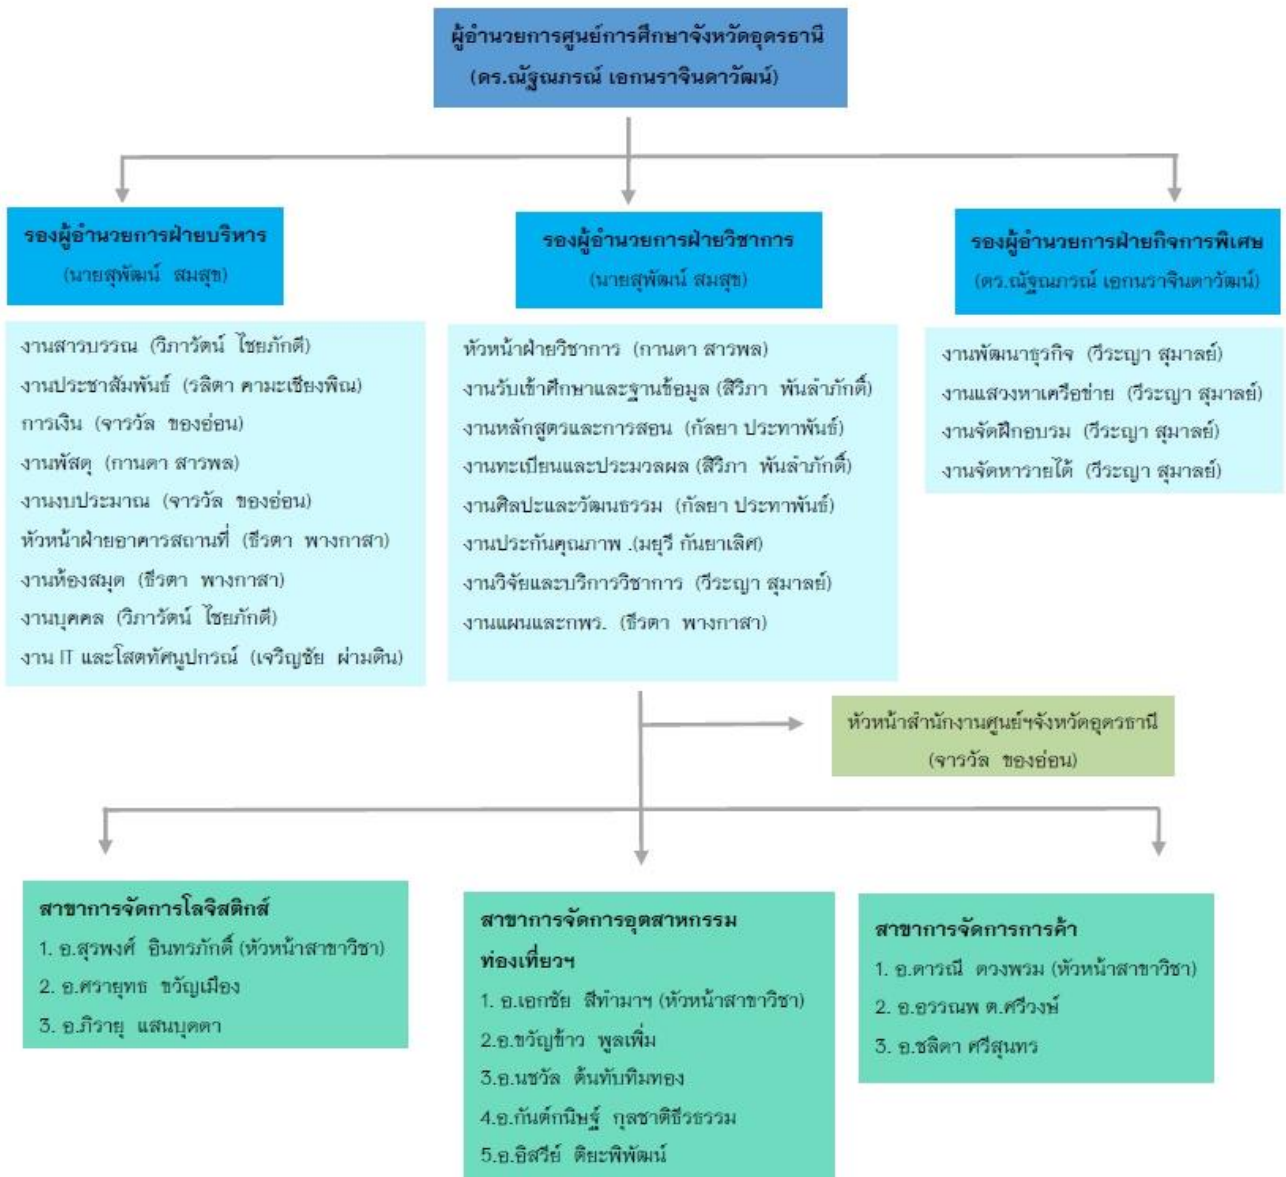 ผู้อำนวยการศูนย์การศึกษาจังหวัดอุดรธานี
(ดร.ณัฐณภรณ์ เอกนราจินดาวัฒน์)
รองผู้อำนวยการฝ่ายบริหาร
(นายสุพัฒน์ สมสุข)
รองผู้อำนวยการฝ่ายวิชาการ
(นายสุพัฒน์ สมสุข)
รองผู้อำนวยการฝ่ายกิจการพิเศษ
(ดร.ณัฐณภรณ์ เอกนราจินดาวัฒน์)
งานสารบรรณ (วิภารัตน์ ไชยภักดี)
งานประชาสัมพันธ์ (รลิตา คามะเชียงพิณ)
การเงิน (จารวัล ของอ่อน)
งานพัสดุ (กานดา สารพล)
งานงบประมาณ (จารวัล ของอ่อน)
หัวหน้าฝ่ายอาคารสถานที่ (ธีรตา พางกาสา)
งานห้องสมุด (ธีรตา พางกาสา)
งานบุคคล (วิภารัตน์ ไชยภักดี)
งาน IT และโสตทัศนูปกรณ์ (เจริญชัย ผ่ามดิน)
หัวหน้าฝ่ายวิชาการ (กานดา สารพล)
งานรับเข้าศึกษาและฐานข้อมูล (สิริภา พันลำภักดิ์)
งานหลักสูตรและการสอน (กัลยา ประทาพันธ์)
งานทะเบียนและประมวลผล (สิริภา พันลำภักดิ์)
งานศิลปะและวัฒนธรรม (กัลยา ประทาพันธ์)
งานประกันคุณภาพ .(มยุรี กันยาเลิศ)
งานวิจัยและบริการวิชาการ (วีระญา สุมาลย์)
งานแผนและกพร. (ธีรตา พางกาสา)
งานพัฒนาธุรกิจ (วีระญา สุมาลย์)
งานแสวงหาเครือข่าย (วีระญา สุมาลย์)
งานจัดฝึกอบรม (วีระญา สุมาลย์)
งานจัดหารายได้ (วีระญา สุมาลย์)
หัวหน้าสำนักงานศูนย์ฯจังหวัดอุดรธานี
(จารวัล ของอ่อน)
สาขาการจัดการโลจิสติกส์
1. อ.สุรพงศ์ อินทรภักดิ์ (หัวหน้าสาขาวิชา)
2. อ.ศรายุทธ ขวัญเมือง
3. อ.ภิรายุ แสนบุดดา
สาขาการจัดการอุตสาหกรรม
ท่องเที่ยวฯ
1. อ.เอกชัย สีทำมาฯ (หัวหน้าสาขาวิชา)
2.อ.ขวัญข้าว พูลเพิ่ม
3.อ.นชวัล ต้นทับทิมทอง
4.อ.กันต์กนิษฐ์ กุลชาติธีรธรรม
5.อ.อิสรีย์ ติยะพิพัฒน์
สาขาการจัดการการค้า
1. อ.ดารณี ดวงพรม (หัวหน้าสาขาวิชา)
2. อ.อรรณพ ต.ศรีวงษ์
3. อ.ชลิดา ศรีสุนทร